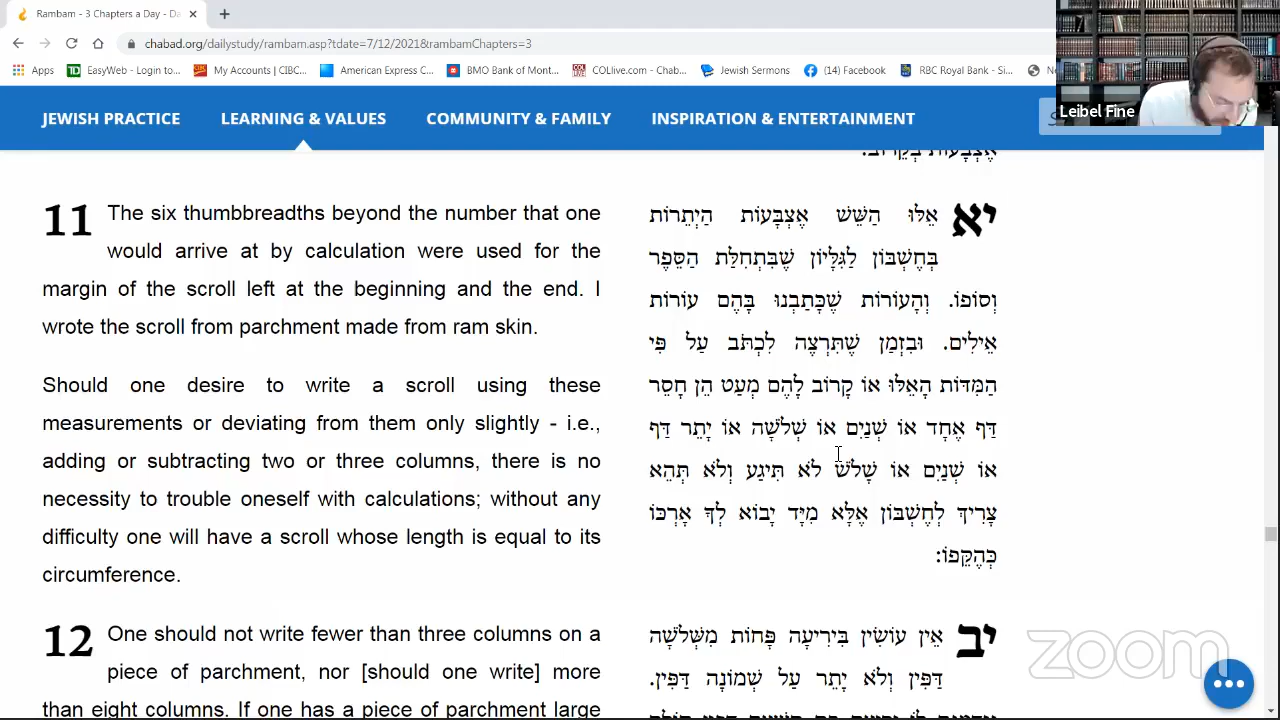 Rambam - 3 Chapters a Day - Da
chabad.org/dailystudy/rambam.asp?tdate=7/12/2021&rambamChapter=3
Apps EasyWeb - Login to... My Accounts | CIBC... American Express C... BMO Bank of Mont... COLlive.com - Chab... Jewish Sermo... (14) Facebook RBC Royal Bank - Si... No
Leibel Fine
JEWISH PRACTICE LEARNING & VALUES COMMUNITY & FAMILY INSPIRATION & ENTERTAINMENT
11 The six thumbbreadths beyond the number that one
would arrive at by calculation were used for the
margin of the scroll left at the beginning and the end. I
wrote the scroll from parchment made from ram skin.
Should one desire to write a scroll using these
measurements or deviating from them only slightly - i.e.,
adding or subtracting two or three columns, there is no
necessity to trouble oneself with calculations; without any
difficulty one will have a scroll whose length is equal to its
circumference.
12 One should not write fewer than three columns on a
piece of parchment, nor [should one write] more
than eight columns. If one has a piece of parchment large
אֶצְבָּעוֹת בְּקֵרוּב:
יא אֵלּוּ הַשֵּׁשׁ אֶצְבָּעוֹת הַיְתֵרוֹת
בְּחֶשְׁבּוֹן לַגִּלָּיוֹן שֶׁבִּתְחִלַּת הַסֵּפֶר
וְסוֹפוֹ. וְהָעוֹרוֹת שֶׁכָּתַבְנוּ בָּהֶם עוֹרוֹת
אֵילִים. וּבִזְמַן שֶׁתִּרְצֶה לִכְתֹּב עַל פִּי
הַמִּדּוֹת הָאֵלּוּ אוֹ קָרוֹב לָהֶם מְעַט הֵן חָסֵר
דַּף אֶחָד אוֹ שְׁנַיִם אוֹ שְׁלֹשָׁה אוֹ יָתֵר דַּף
אוֹ שְׁנַיִם אוֹ שָׁלֹשׁ לֹא תִּיגַע וְלֹא תְּהֵא
צָרִיךְ לְחֶשְׁבּוֹן אֶלָּא מִיָּד יָבוֹא לְךָ אָרְכּוֹ
כְּהֶקֵּפוֹ:
יב אֵין עוֹשִׂין בִּירִיעָה פָּחוֹת מִשְּׁלֹשָׁה
דַּפִּין וְלֹא יָתֵר עַל שְׁמוֹנָה דַּפִּין.
zoom